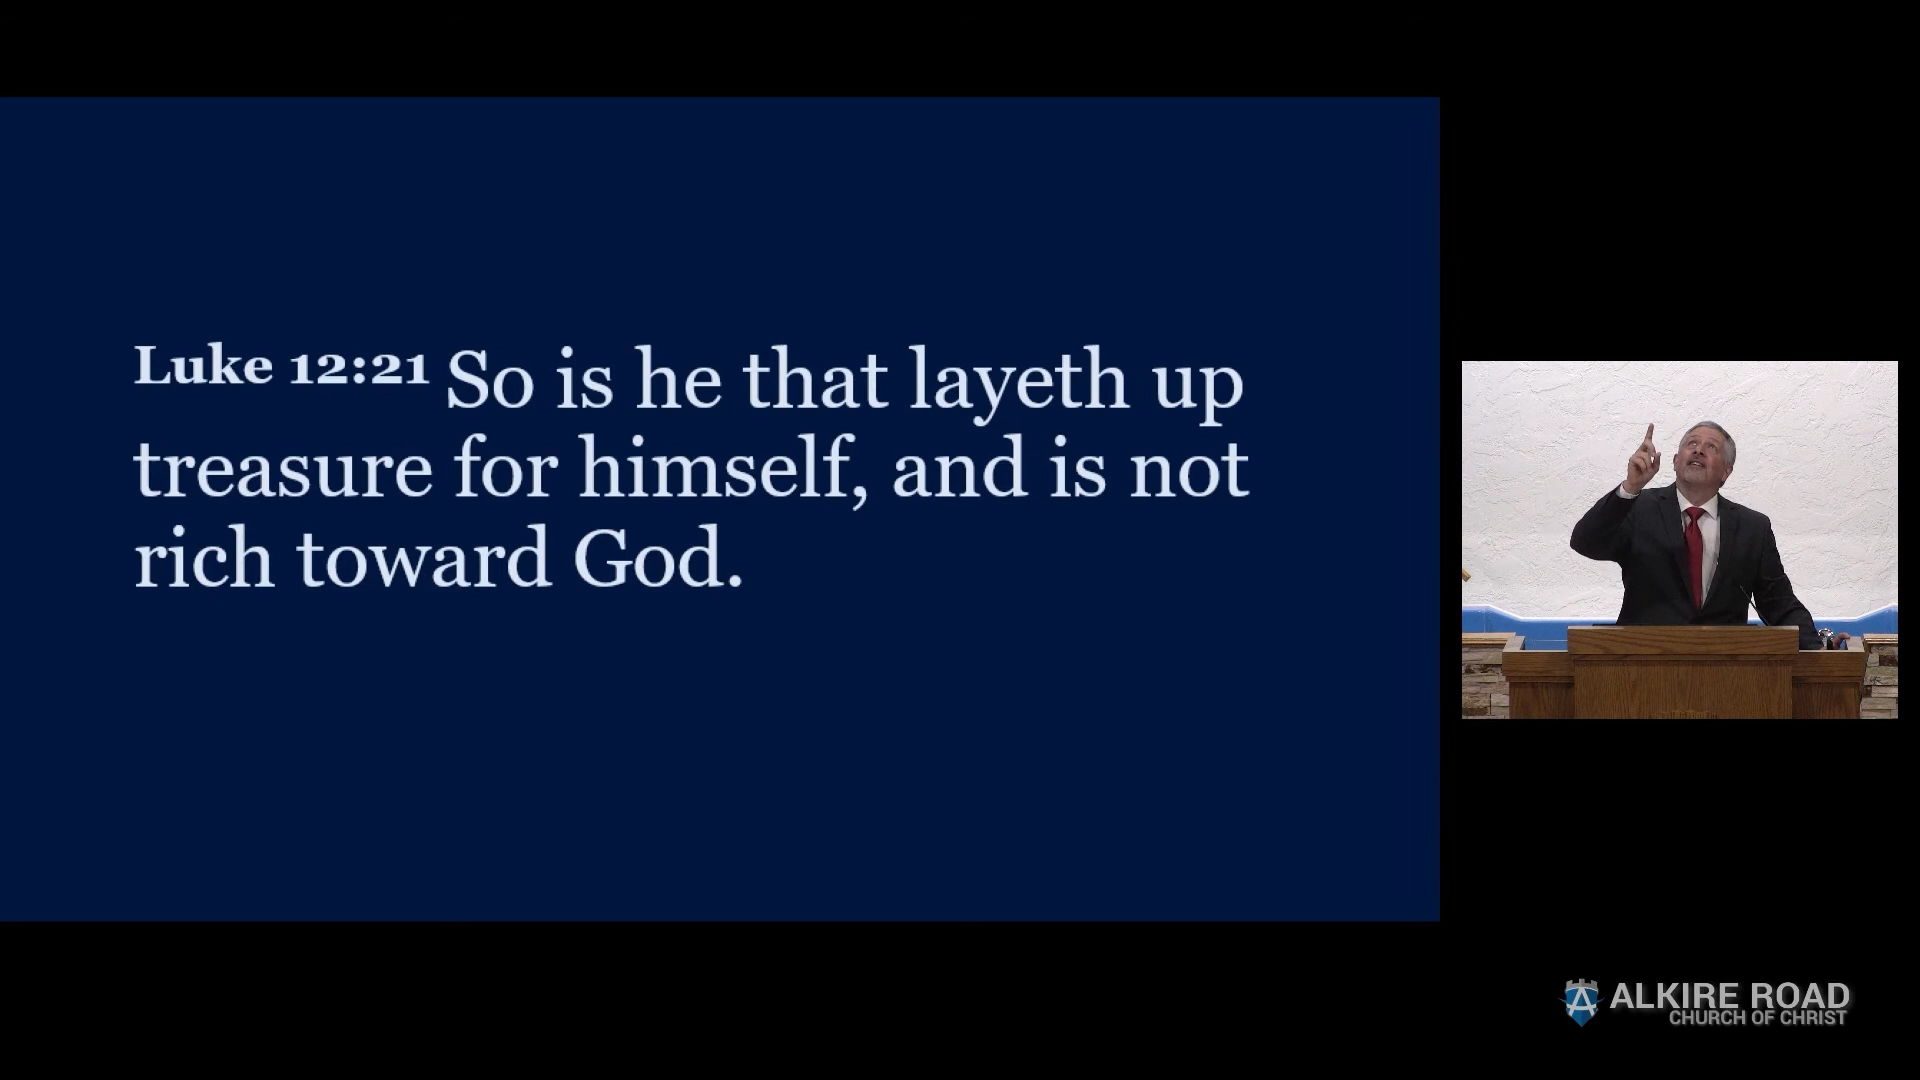 Luke 12:21 So is he that layeth up
treasure for himself, and is not
rich toward God.
ALKIRE ROAD
CHURCH OF CHRIST